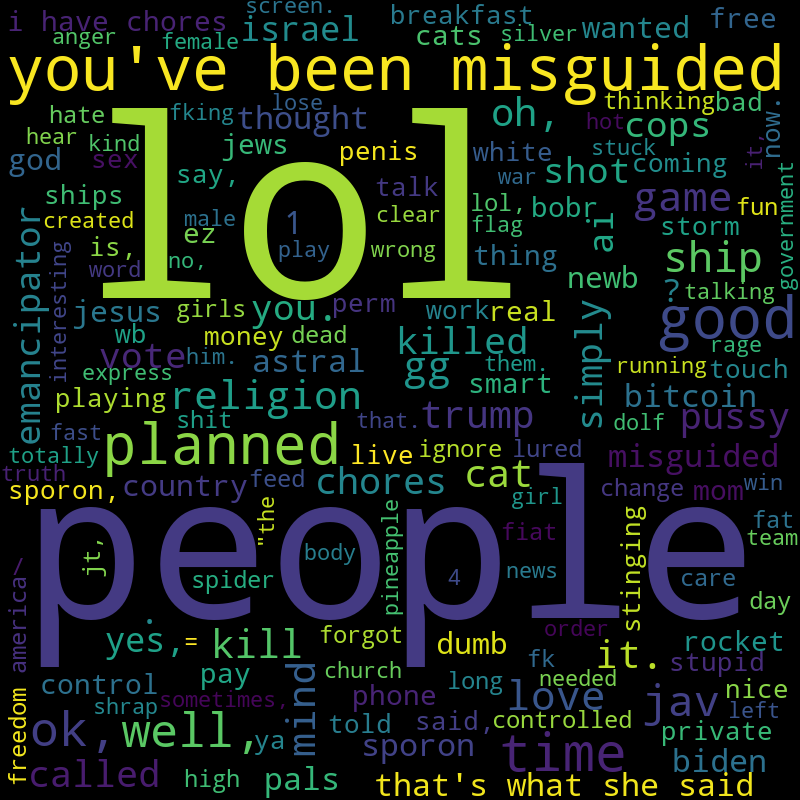 i have chores
screen.
breakfast
free
anger
female
israel
cats
silver
wanted
you've been misguided
hate
fking
lose
thought
oh,
thinking
bad
hot
cops
now.
hear
kind
jews
penis
white
stuck
god
sex
say,
lol
talk
war
shot
coming
it,
ships
male
1
clear
lol,
flag
bobr
game
fun
created
is,
ez
play
wrong
thing
ai
storm
government
word
no,
newb
ship
emancipator
interesting
jesus
girls
you.
perm
work
real
?
talking
good
wb
money
dead
killed
simply
rage
vote
him.
astral
gg
them.
running
touch
express
smart
playing
religion
bitcoin
fast
shit
that.
trump
dolf
pussy
totally
planned
live
ignore
lured
misguided
truth
sporon,
country
feed
chores
cat
girl
change
mom
win
"the
pineapple
fiat
fat
jt,
people
body
stinging
team
spider
4
news
care
day
america~
.
yes,
=
kill
forgot
dumb
order
it.
rocket
fk
stupid
control
pay
church
long
needed
nice
shrap
sometimes,
mind
phone
love
jav
left
freedom
ok,
well,
ya
told
said,
controlled
private
sporon
time
biden
called
high
pals
that's what she said